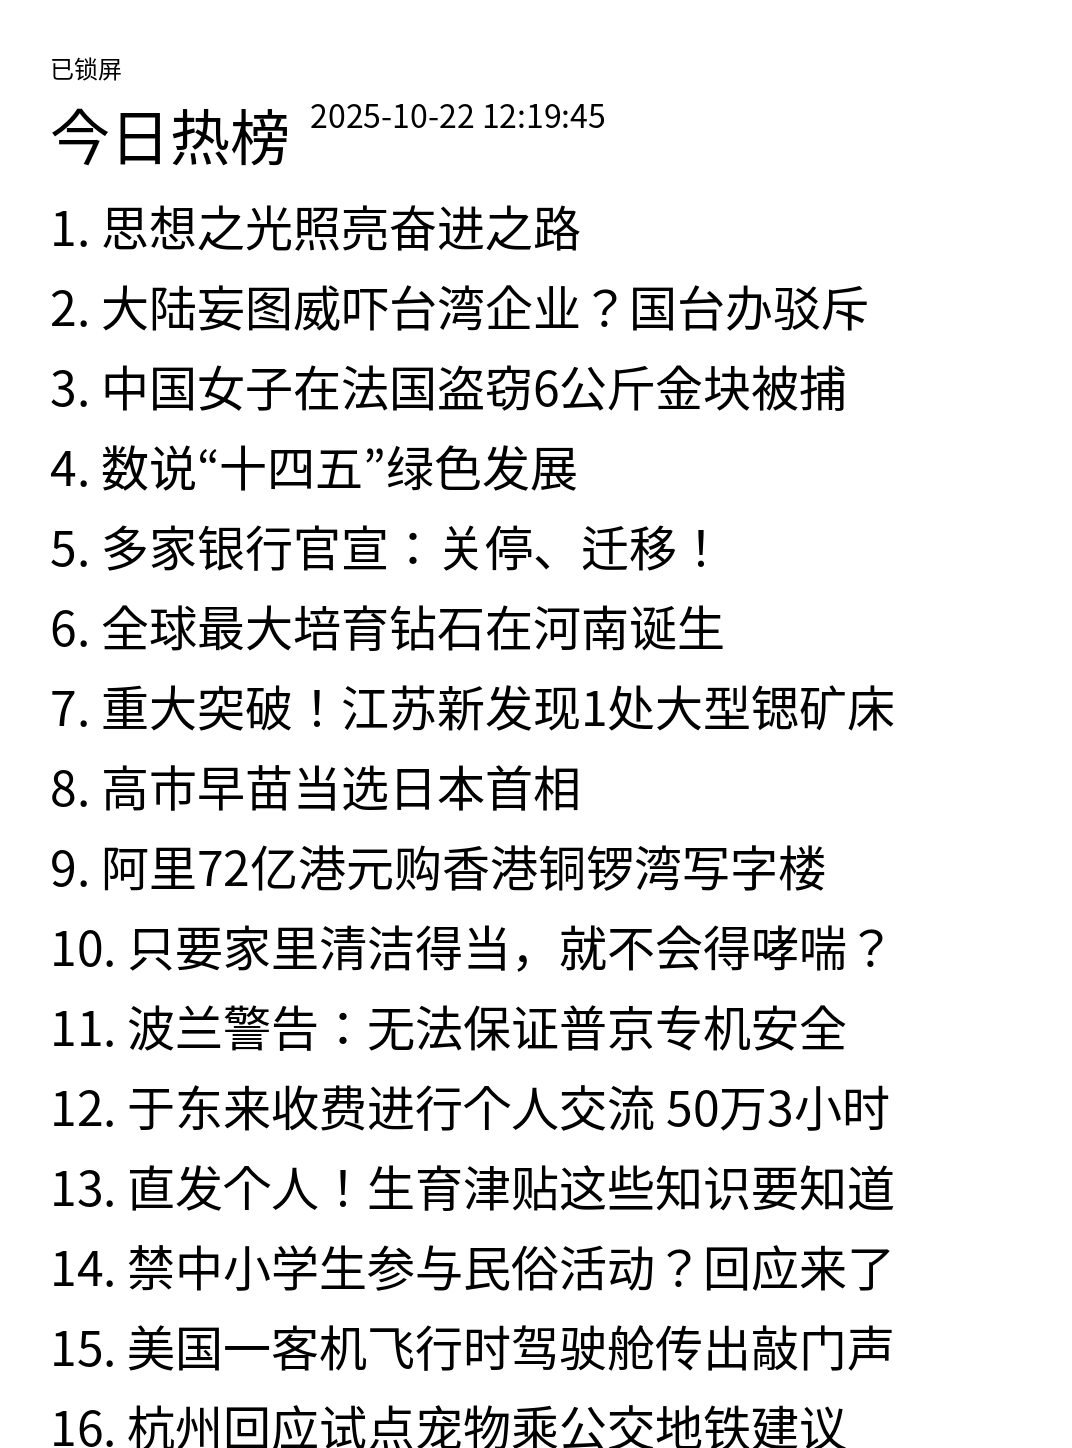 已锁屏
今日热榜 2025-10-22 12:19:45
1. 思想之光照亮奋进之路
2. 大陆妄图威吓台湾企业？国台办驳斥
3. 中国女子在法国盗窃6公斤金块被捕
4. 数说“十四五”绿色发展
5. 多家银行官宣：关停、迁移！
6. 全球最大培育钻石在河南诞生
7. 重大突破！江苏新发现1处大型锶矿床
8. 高市早苗当选日本首相
9. 阿里72亿港元购香港铜锣湾写字楼
10. 只要家里清洁得当，就不会得哮喘？
11. 波兰警告：无法保证普京专机安全
12. 于东来收费进行个人交流 50万3小时
13. 直发个人！生育津贴这些知识要知道
14. 禁中小学生参与民俗活动？回应来了
15. 美国一客机飞行时驾驶舱传出敲门声
16. 杭州回应试点宠物乘公交地铁建议